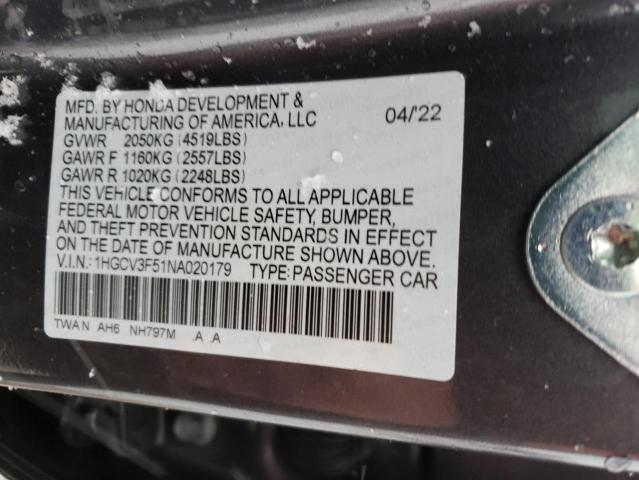 MFD. BY HONDA DEVELOPMENT &
MANUFACTURING OF AMERICA, LLC 04/22
GVWR 2050KG (4519LBS)
GAWR F 1160KG (2557LBS)
GAWR R 1020KG (2248LBS)
THIS VEHICLE CONFORMS TO ALL APPLICABLE
FEDERAL MOTOR VEHICLE SAFETY, BUMPER,
AND THEFT PREVENTION STANDARDS IN EFFECT
ON THE DATE OF MANUFACTURE SHOWN ABOVE.
V.I.N.: 1HGCV3F51NA020179 TYPE: PASSENGER CAR
TWA N AH6 NH797M .A .A